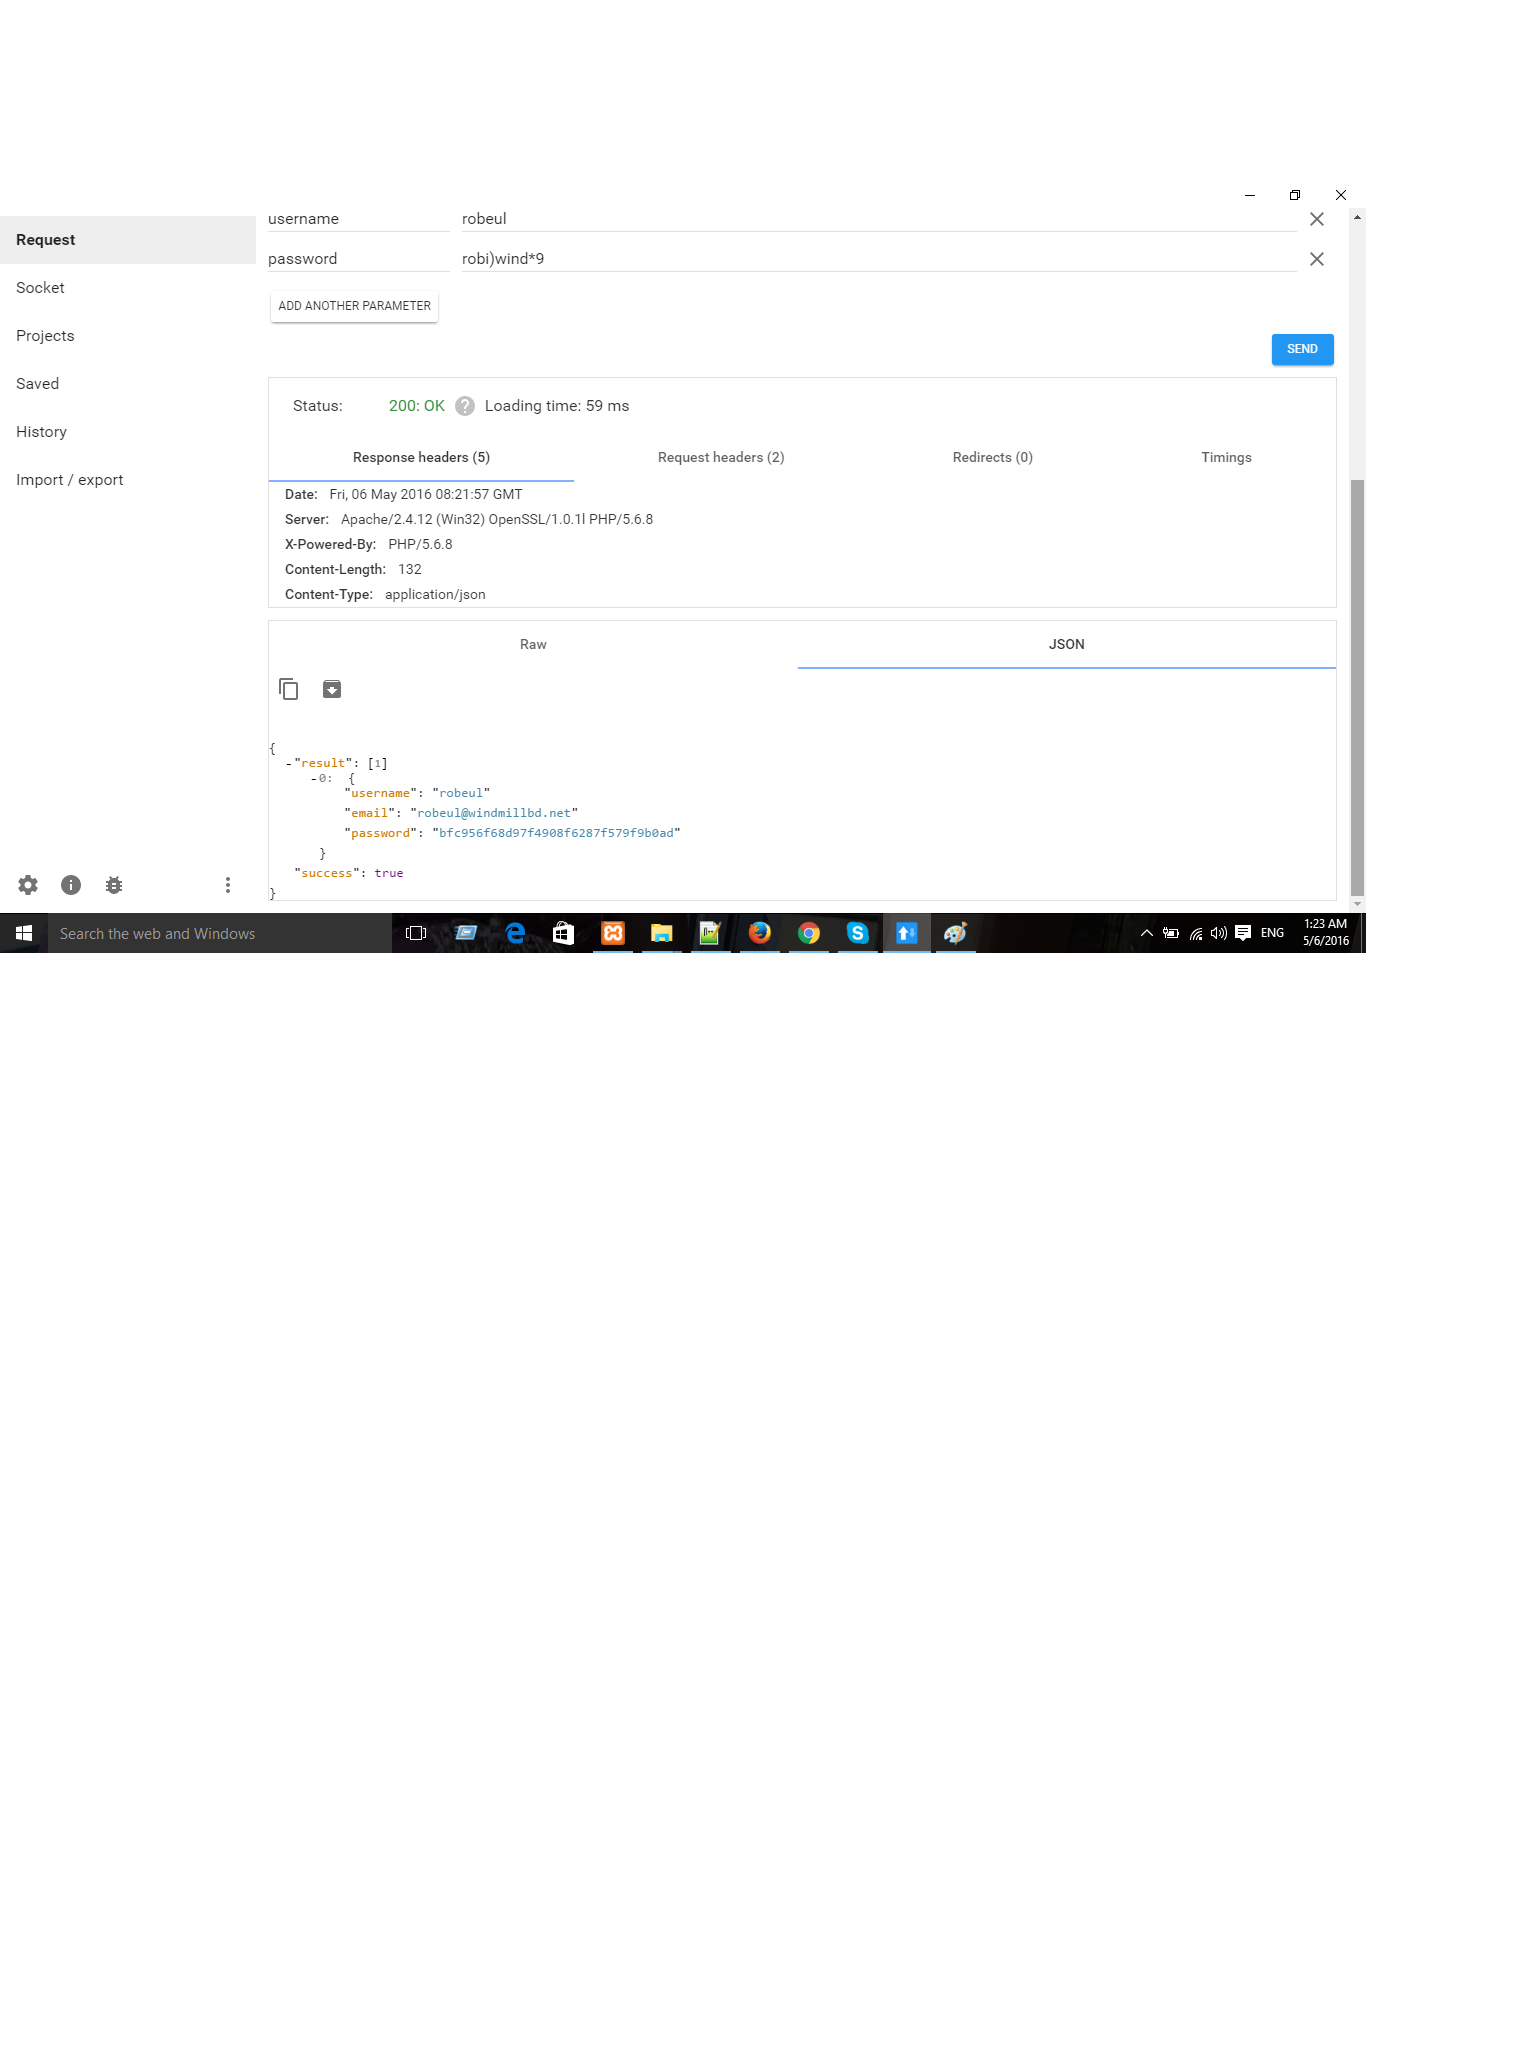 username robeul
Request
password robi)wind*9
Socket
ADD ANOTHER PARAMETER
Projects
SEND
Saved
Status: 200: OK ? Loading time: 59 ms
History
Response headers (5) Request headers (2) Redirects (0) Timings
Import / export
Date: Fri, 06 May 2016 08:21:57 GMT
Server: Apache/2.4.12 (Win32) OpenSSL/1.0.1l PHP/5.6.8
X-Powered-By: PHP/5.6.8
Content-Length: 132
Content-Type: application/json
Raw JSON
{
-"result": [1]
-0: {
"username": "robeul"
"email": "robeul@windmillbd.net"
"password": "bfc956f68d97f4908f6287f579f9b0ad"
}
"success": true
}
Search the web and Windows
ENG
1:23 AM
5/6/2016